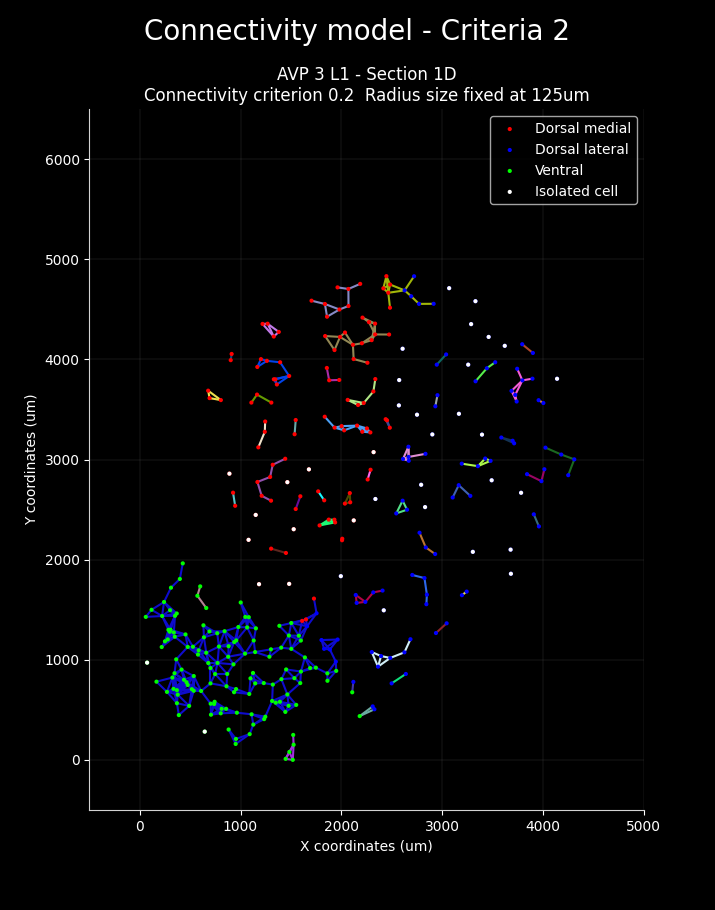 Connectivity model - Criteria 2
AVP 3 L1 - Section 1D
Connectivity criterion 0.2  Radius size fixed at 125um
Dorsal medial
Dorsal lateral
Ventral
Isolated cell
6000
5000
4000
3000
2000
1000
0
Y coordinates (um)
0 1000 2000 3000 4000 5000
X coordinates (um)